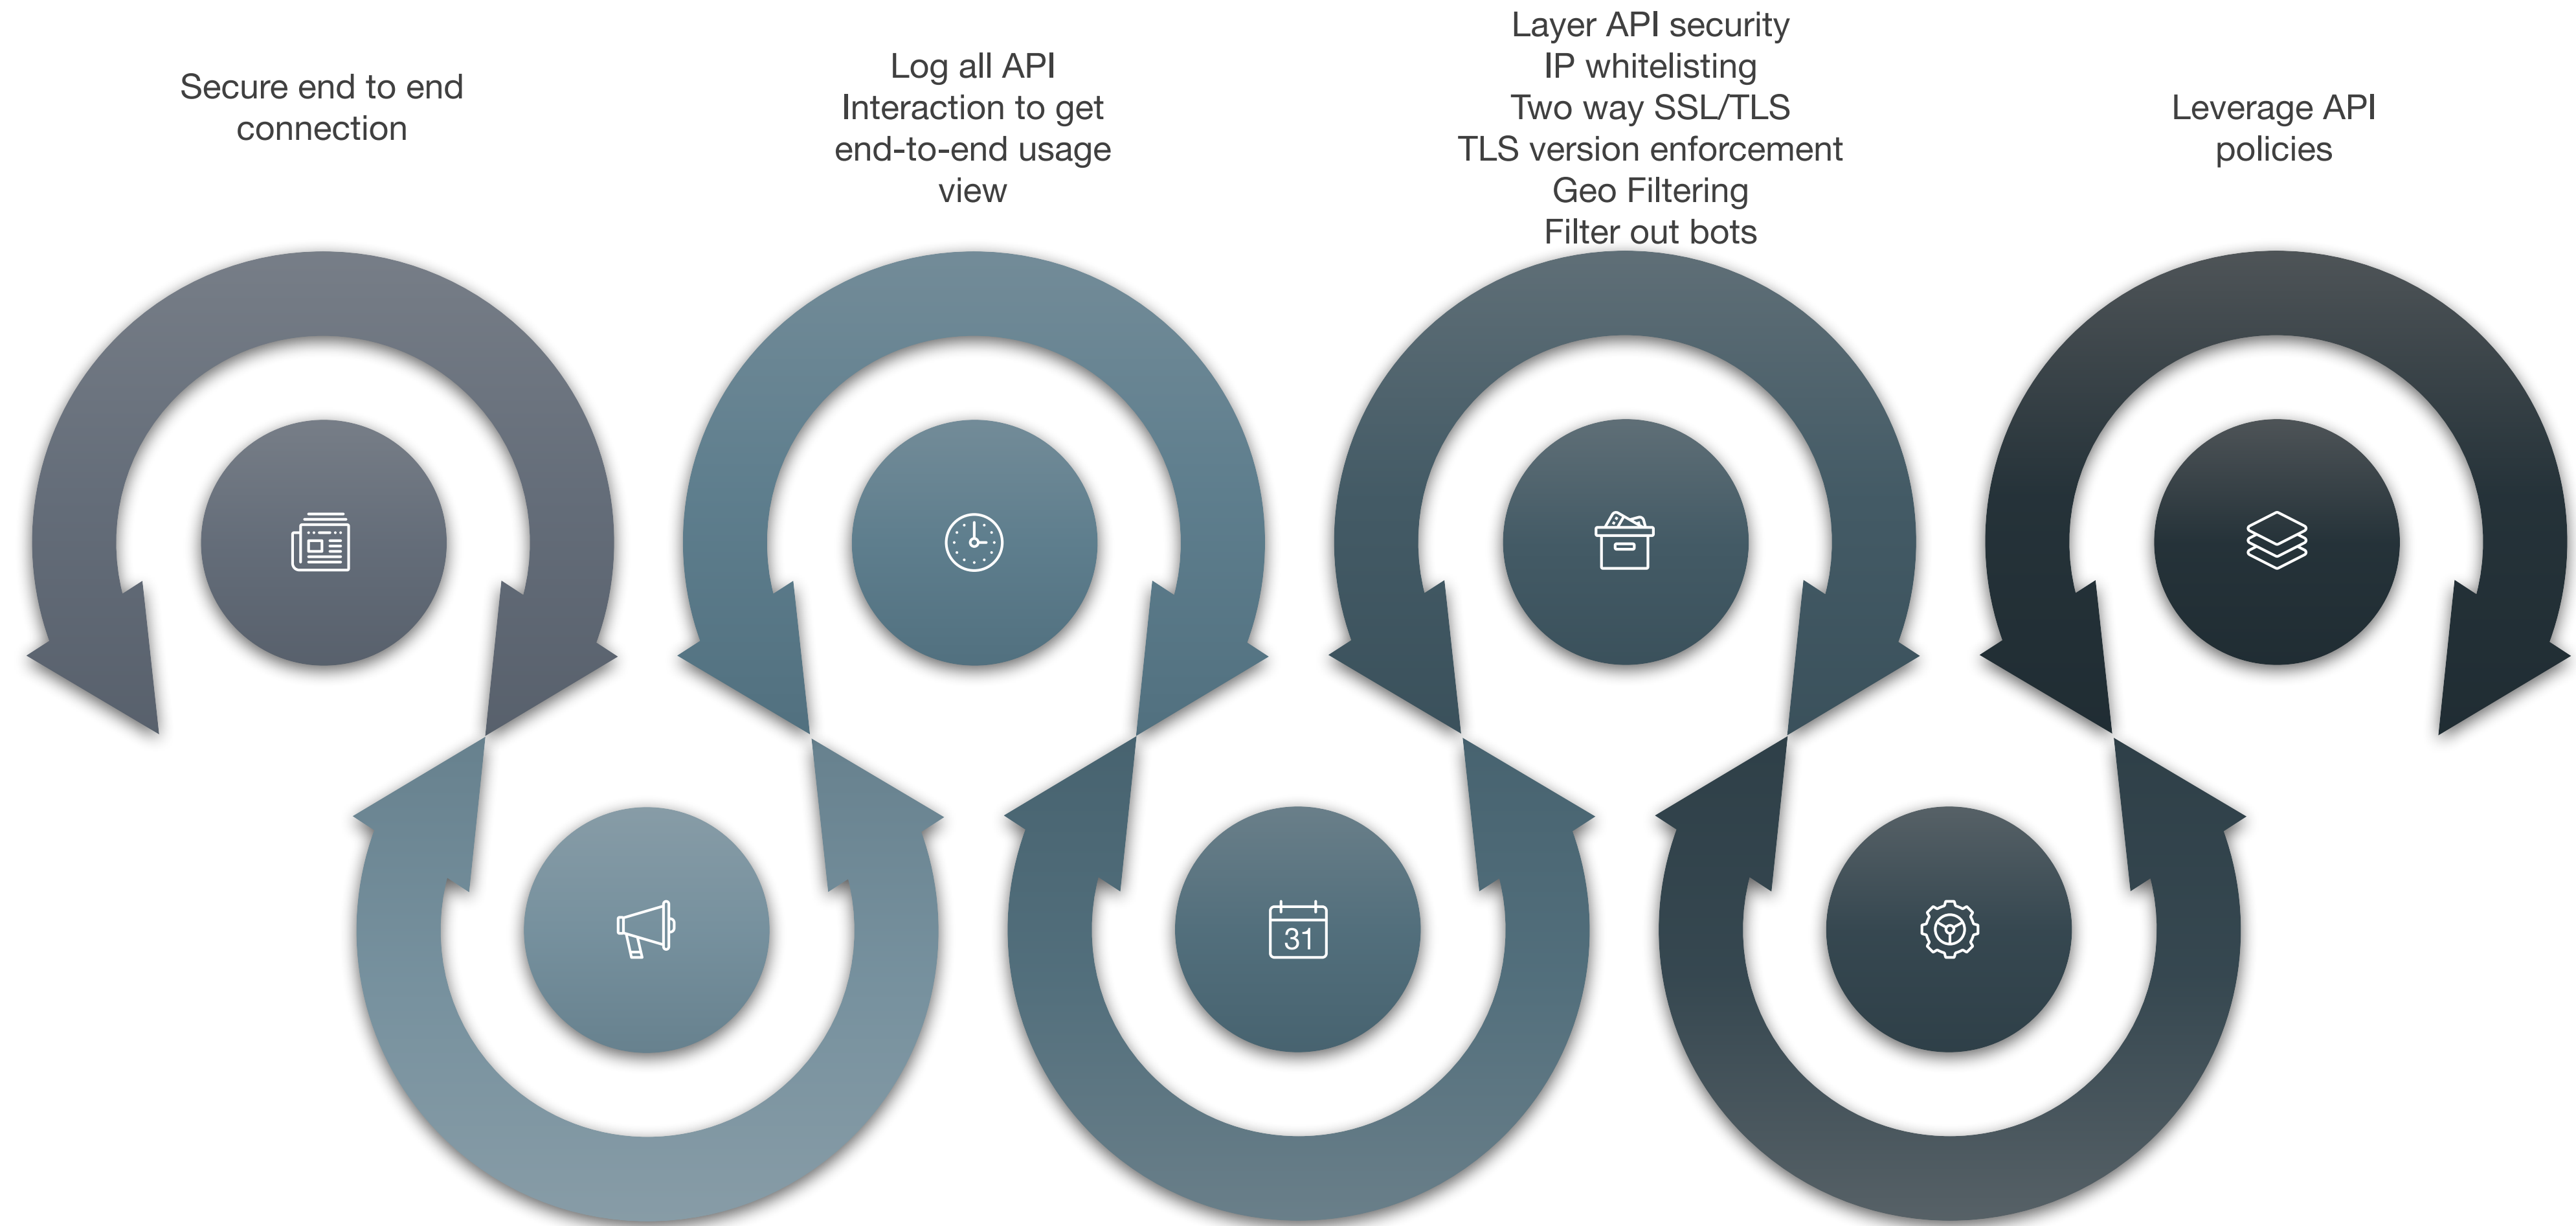 Secure end to end
connection
Log all API
Interaction to get
end-to-end usage
view
Layer API security
IP whitelisting
Two way SSL/TLS
TLS version enforcement
Geo Filtering
Filter out bots
Leverage API
policies
31